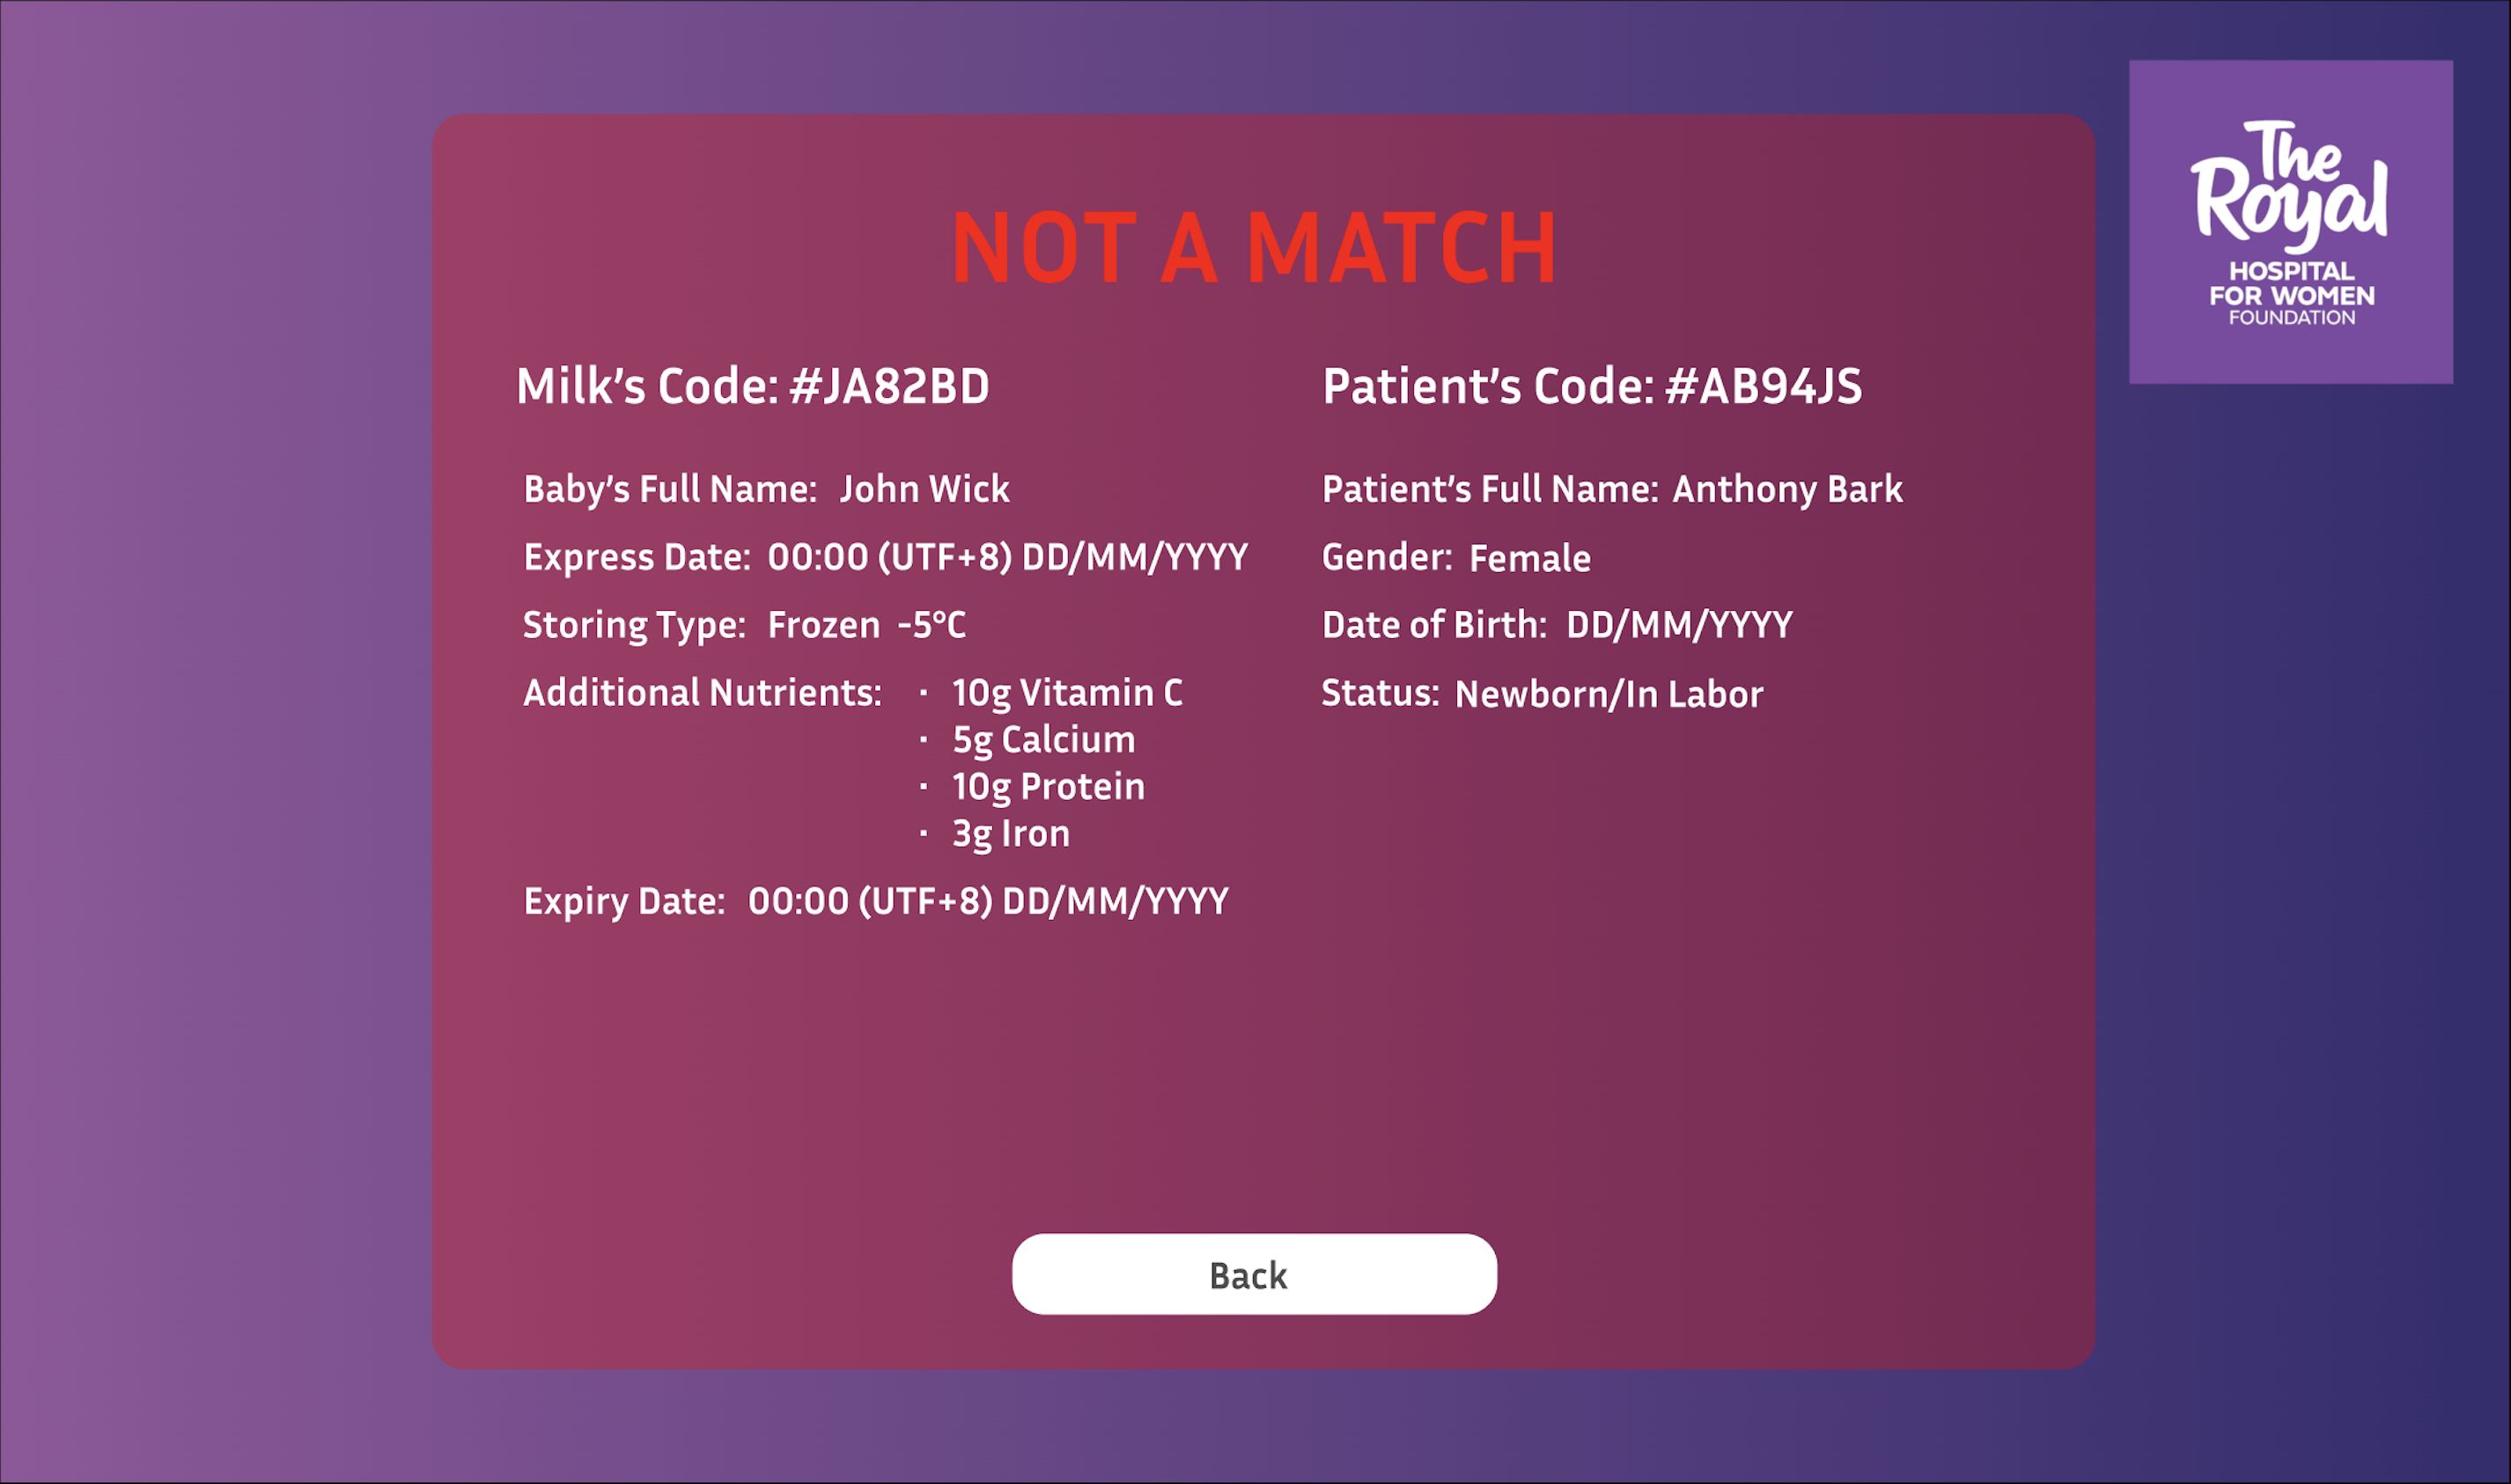 The
Royal
HOSPITAL
FOR WOMEN
FOUNDATION
NOT A MATCH
Milk’s Code: #JA82BD
Baby’s Full Name: John Wick
Express Date: 00:00 (UTF+8) DD/MM/YYYY
Storing Type: Frozen -5°C
Additional Nutrients: · 10g Vitamin C
· 5g Calcium
· 10g Protein
· 3g Iron
Expiry Date: 00:00 (UTF+8) DD/MM/YYYY
Patient’s Code: #AB94JS
Patient’s Full Name: Anthony Bark
Gender: Female
Date of Birth: DD/MM/YYYY
Status: Newborn/In Labor
Back